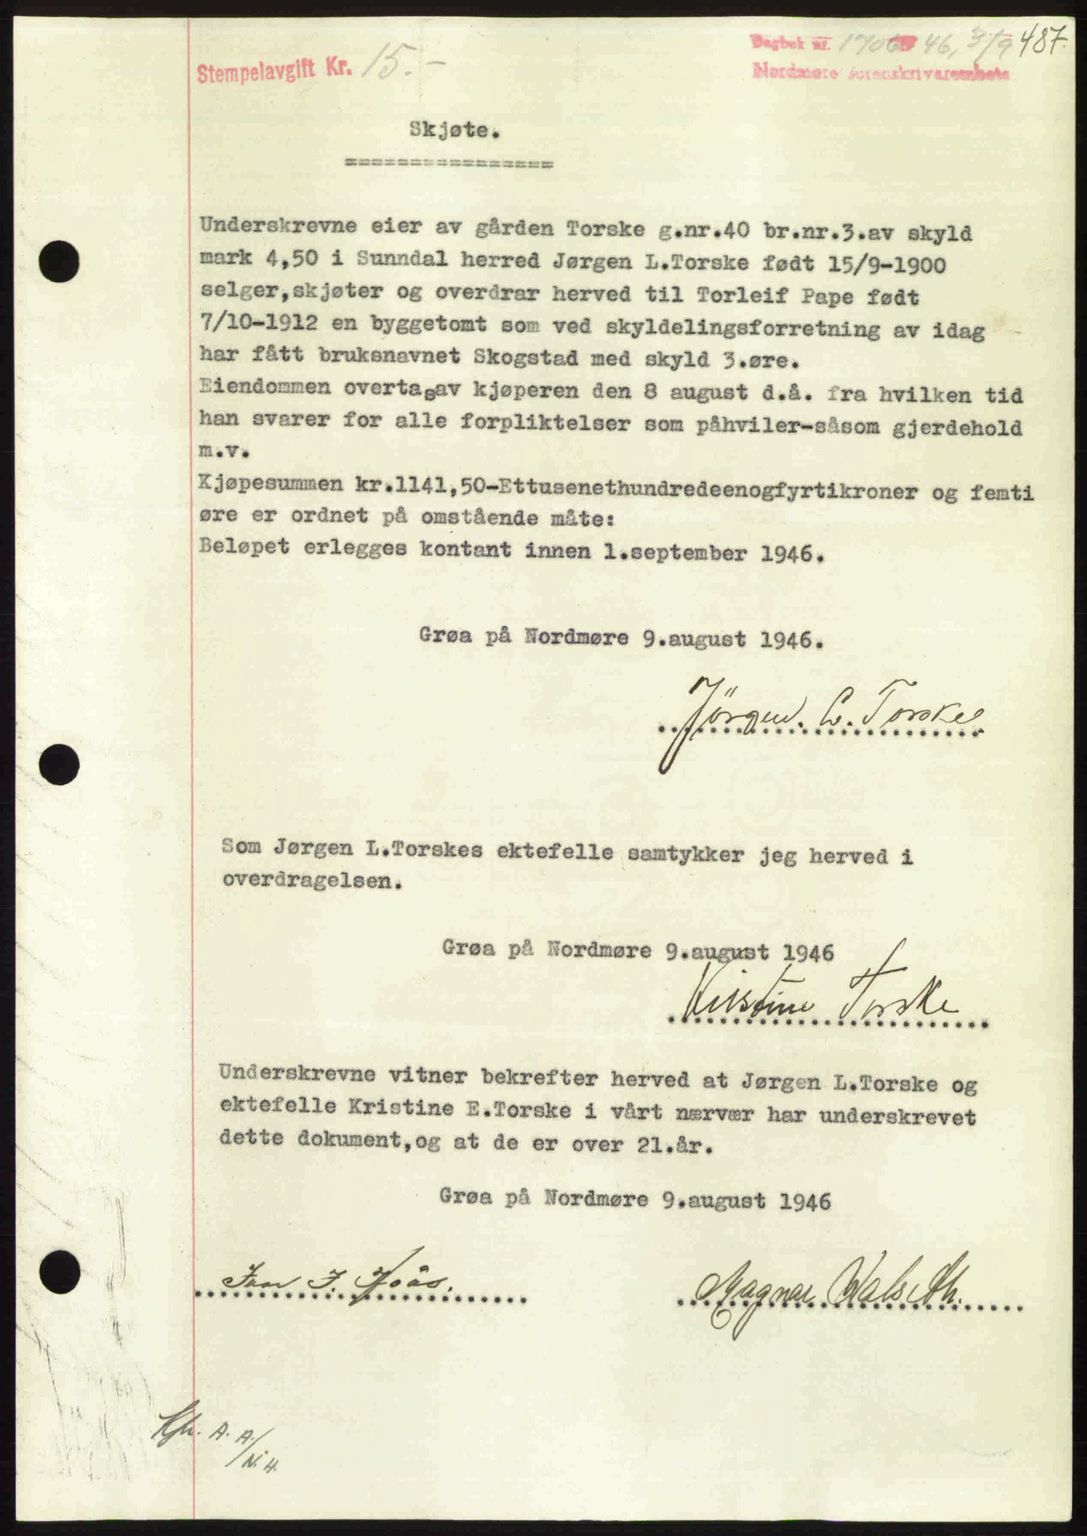 Stempelavgift Kr. 15.-
Dagbok nr. 1706 46, 3/9 487.
Nordmøre sorenskriverembete
Skjøte.
================
Underskrevne eier av gården Torske g.nr.40 br.nr.3.av skyld
mark 4,50 i Sunndal herred Jørgen L.Torske født 15/9-1900
selger,skjøter og overdrar herved til Torleif Pape født
7/10-1912 en byggetomt som ved skyldelingsforretning av idag
har fått bruksnavnet Skogstad med skyld 3.øre.
Eiendommen overtasav kjøperen den 8 august d.å. fra hvilken tid
han svarer for alle forpliktelser som påhviler-såsom gjerdehold
m.v.
Kjøpesummen kr.1141,50-Ettusenethundredeenogfyrtikroner og femti
øre er ordnet på omstående måte:
Beløpet erlegges kontant innen 1.september 1946.
Grøa på Nordmøre 9.august 1946.
Jørgen. L. Torske
Som Jørgen L.Torskes ektefelle samtykker jeg herved i
overdragelsen.
Grøa på Nordmøre 9.august 1946
Kristine Torske
Underskrevne vitner bekrefter herved at Jørgen L.Torske og
ektefelle Kristine E.Torske i vårt nærvær har underskrevet
dette dokument,og at de er over 21.år.
Grøa på Nordmøre 9.august 1946
J. Hoås. Magnar Walseth.
A. A/N.H.